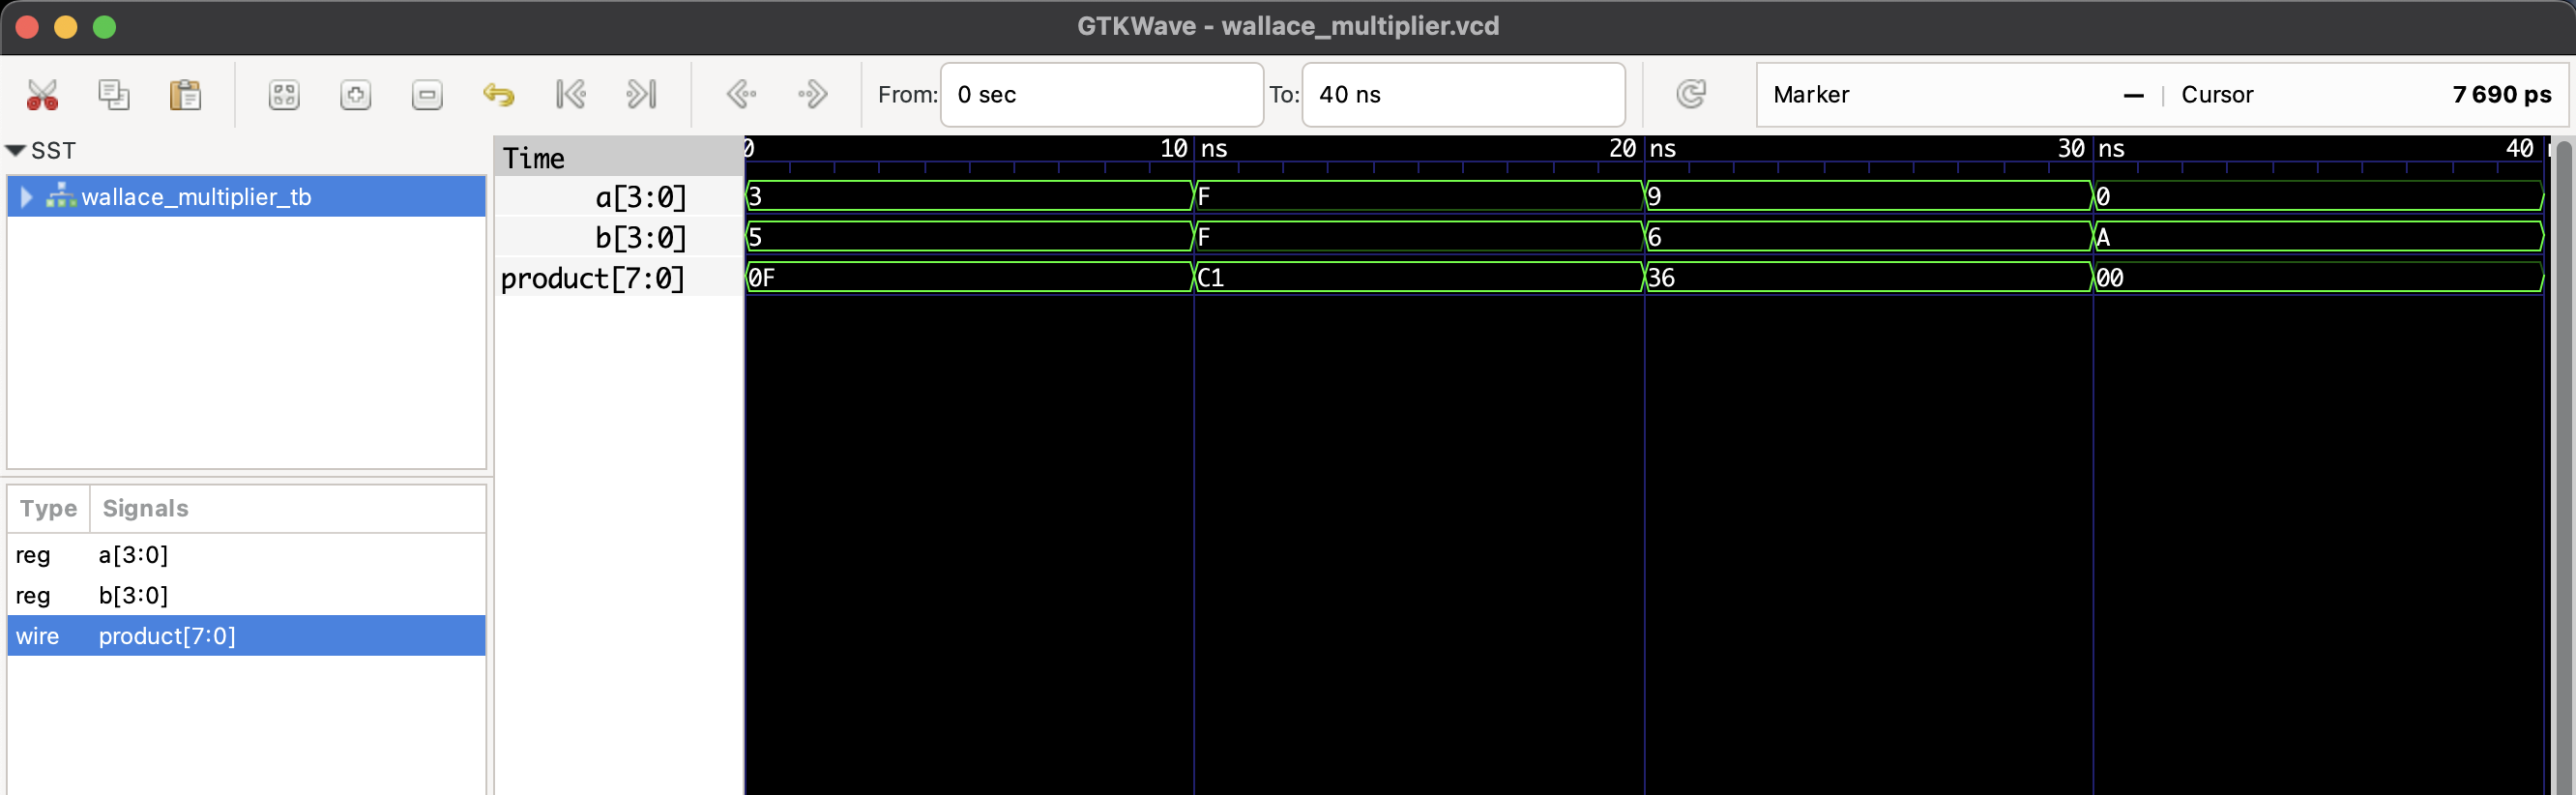 GTKWave - wallace_multiplier.vcd
From: 0 sec To: 40 ns Marker — | Cursor 7 690 ps
SST
wallace_multiplier_tb
Type Signals
reg a[3:0]
reg b[3:0]
wire product[7:0]
Time 0 10 ns 20 ns 30 ns 40
a[3:0] 3 F 9 0
b[3:0] 5 F 6 A
product[7:0] 0F C1 36 00